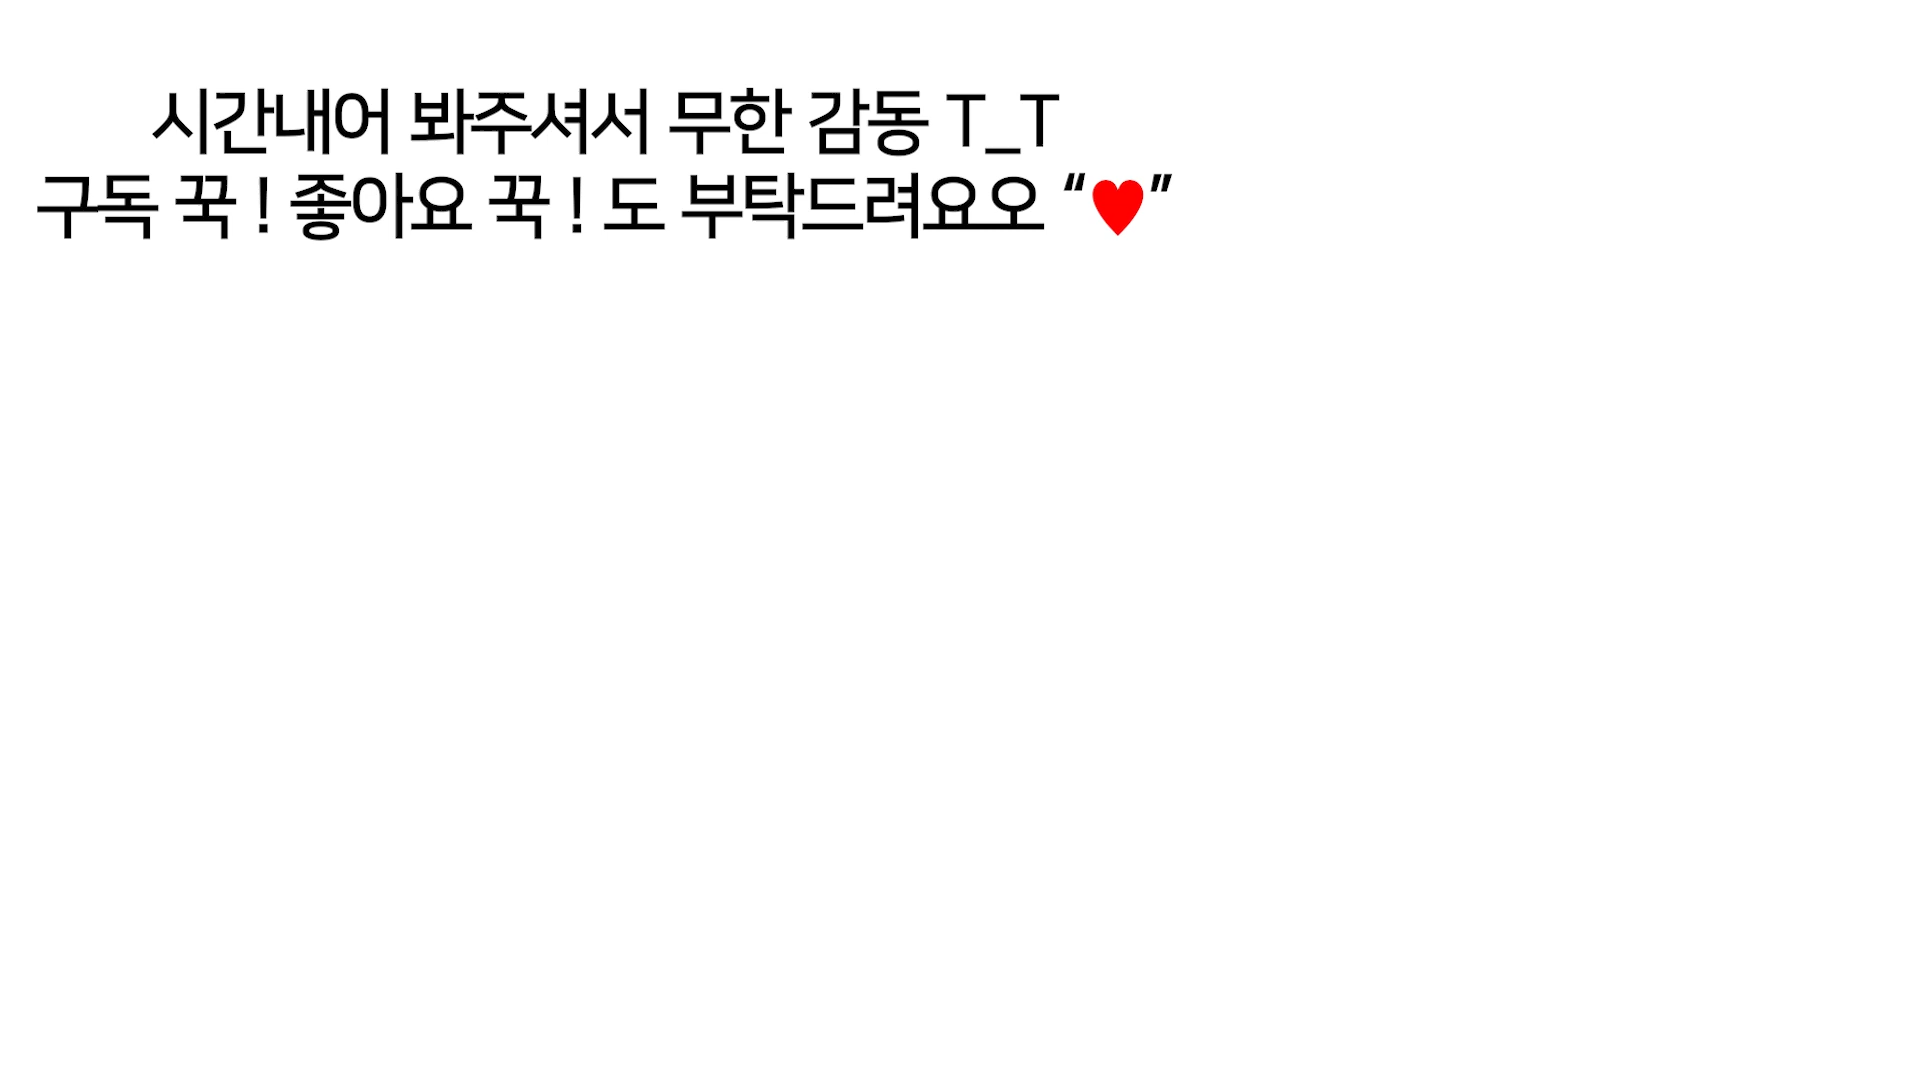 시간내어 봐주셔서 무한 감동 T_T
구독 꾹 ! 좋아요 꾹 ! 도 부탁드려요오 “♥”